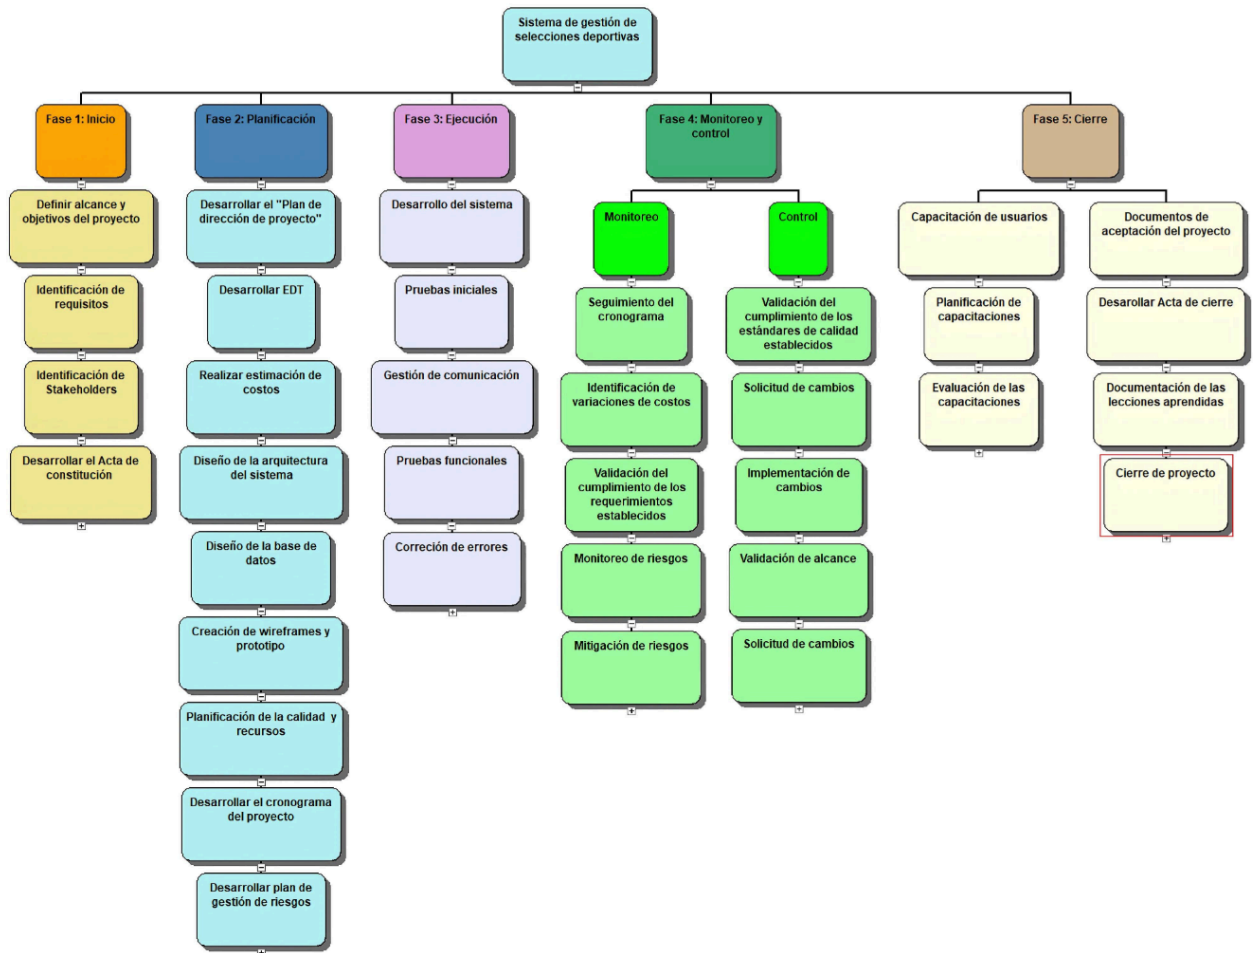 Sistema de gestión de
selecciones deportivas
Fase 1: Inicio
Definir alcance y
objetivos del proyecto
Identificación de
requisitos
Identificación de
Stakeholders
Desarrollar el Acta de
constitución
Fase 2: Planificación
Desarrollar el "Plan de
dirección de proyecto"
Desarrollar EDT
Realizar estimación de
costos
Diseño de la arquitectura
del sistema
Diseño de la base de
datos
Creación de wireframes y
prototipo
Planificación de la calidad y
recursos
Desarrollar el cronograma
del proyecto
Desarrollar plan de
gestión de riesgos
Fase 3: Ejecución
Desarrollo del sistema
Pruebas iniciales
Gestión de comunicación
Pruebas funcionales
Correción de errores
Fase 4: Monitoreo y
control
Monitoreo
Seguimiento del
cronograma
Identificación de
variaciones de costos
Validación del
cumplimiento de los
requerimientos
establecidos
Monitoreo de riesgos
Mitigación de riesgos
Control
Validación del
cumplimiento de los
estándares de calidad
establecidos
Solicitud de cambios
Implementación de
cambios
Validación de alcance
Solicitud de cambios
Fase 5: Cierre
Capacitación de usuarios
Planificación de
capacitaciones
Evaluación de las
capacitaciones
Documentos de
aceptación del proyecto
Desarollar Acta de cierre
Documentación de las
lecciones aprendidas
Cierre de proyecto